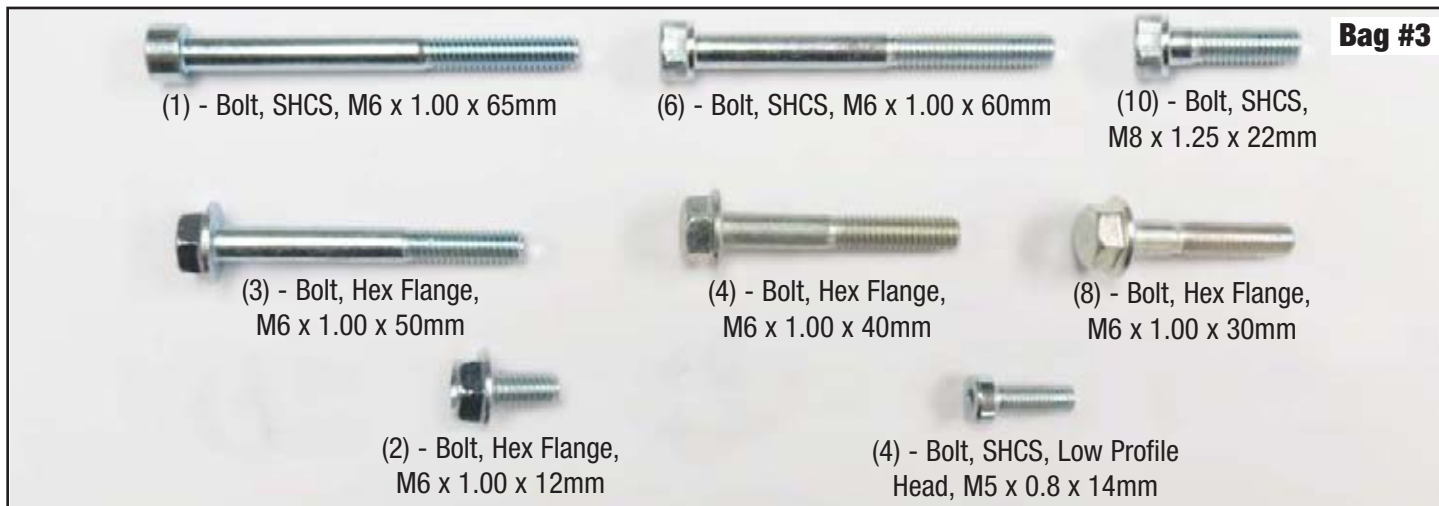 Bag #3
(1) - Bolt, SHCS, M6 x 1.00 x 65mm
(6) - Bolt, SHCS, M6 x 1.00 x 60mm
(10) - Bolt, SHCS,
M8 x 1.25 x 22mm
(3) - Bolt, Hex Flange,
M6 x 1.00 x 50mm
(4) - Bolt, Hex Flange,
M6 x 1.00 x 40mm
(8) - Bolt, Hex Flange,
M6 x 1.00 x 30mm
(2) - Bolt, Hex Flange,
M6 x 1.00 x 12mm
(4) - Bolt, SHCS, Low Profile
Head, M5 x 0.8 x 14mm